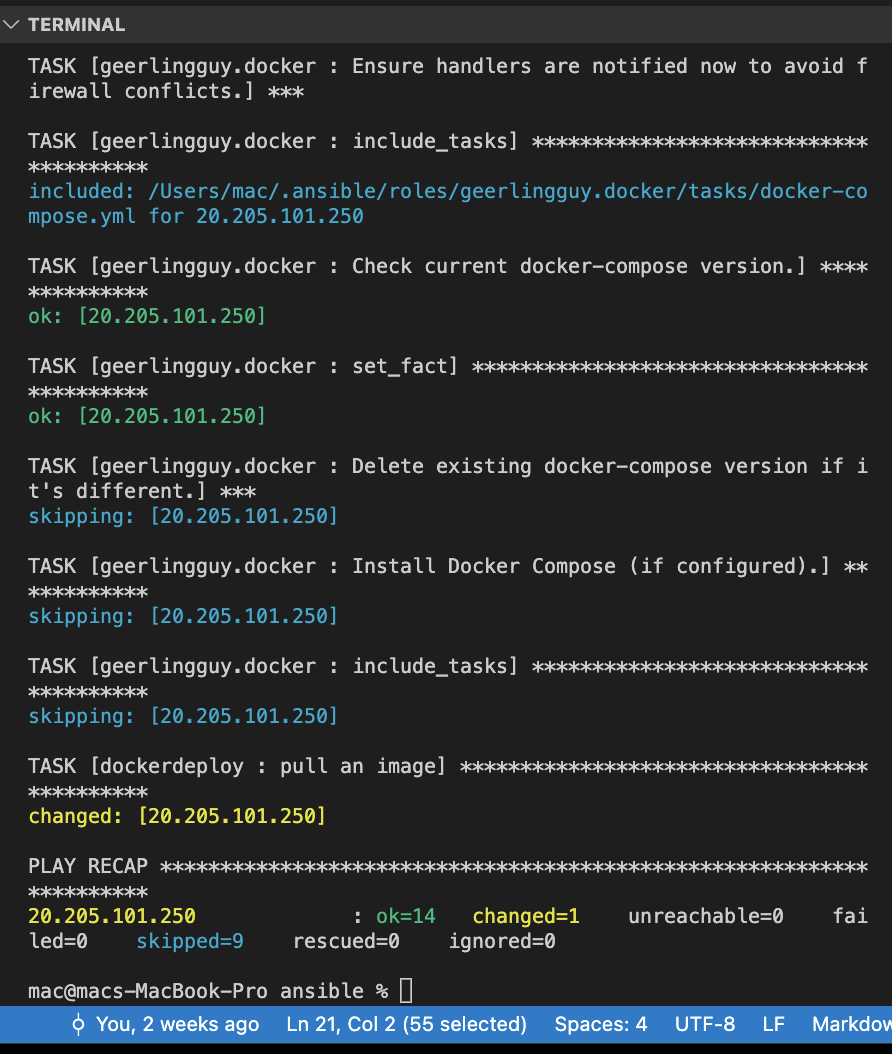 TERMINAL
TASK [geerlingguy.docker : Ensure handlers are notified now to avoid f
irewall conflicts.] ***
TASK [geerlingguy.docker : include_tasks] ****************************
**********
included: /Users/mac/.ansible/roles/geerlingguy.docker/tasks/docker-co
mpose.yml for 20.205.101.250
TASK [geerlingguy.docker : Check current docker-compose version.] ****
**********
ok: [20.205.101.250]
TASK [geerlingguy.docker : set_fact] *********************************
**********
ok: [20.205.101.250]
TASK [geerlingguy.docker : Delete existing docker-compose version if i
t's different.] ***
skipping: [20.205.101.250]
TASK [geerlingguy.docker : Install Docker Compose (if configured).] **
**********
skipping: [20.205.101.250]
TASK [geerlingguy.docker : include_tasks] ****************************
**********
skipping: [20.205.101.250]
TASK [dockerdeploy : pull an image] **********************************
**********
changed: [20.205.101.250]
PLAY RECAP ***********************************************************
**********
20.205.101.250             : ok=14   changed=1    unreachable=0    fai
led=0    skipped=9    rescued=0    ignored=0
mac@macs-MacBook-Pro ansible %
You, 2 weeks ago Ln 21, Col 2 (55 selected) Spaces: 4 UTF-8 LF Markdow